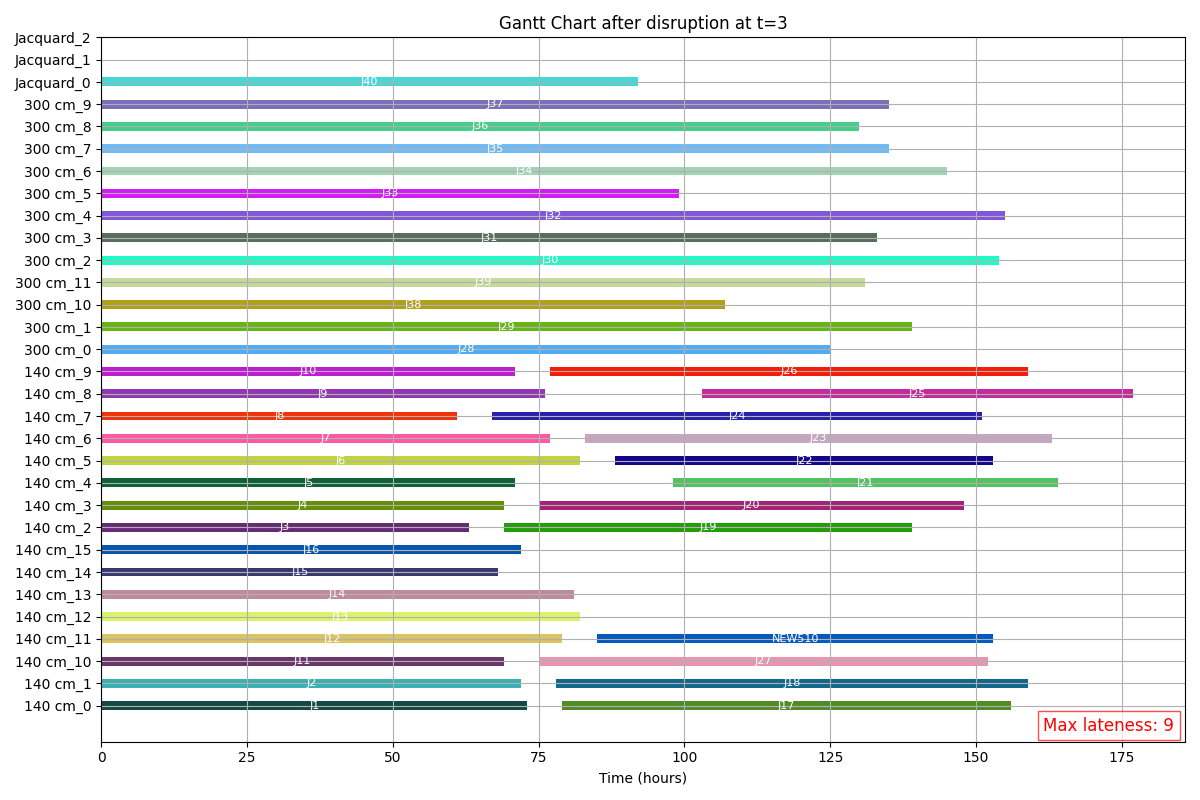 Gantt Chart after disruption at t=3
Jacquard_2
Jacquard_1
Jacquard_0 J40
300 cm_9 J37
300 cm_8 J36
300 cm_7 J35
300 cm_6 J34
300 cm_5 J33
300 cm_4 J32
300 cm_3 J31
300 cm_2 J30
300 cm_11 J39
300 cm_10 J38
300 cm_1 J29
300 cm_0 J28
140 cm_9 J10 J26
140 cm_8 J9 J25
140 cm_7 J8 J24
140 cm_6 J7 J23
140 cm_5 J6 J22
140 cm_4 J5 J21
140 cm_3 J4 J20
140 cm_2 J3 J19
140 cm_15 J16
140 cm_14 J15
140 cm_13 J14
140 cm_12 J13
140 cm_11 J12 NEW510
140 cm_10 J11 J27
140 cm_1 J2 J18
140 cm_0 J1 J17
Max lateness: 9
0 25 50 75 100 125 150 175
Time (hours)